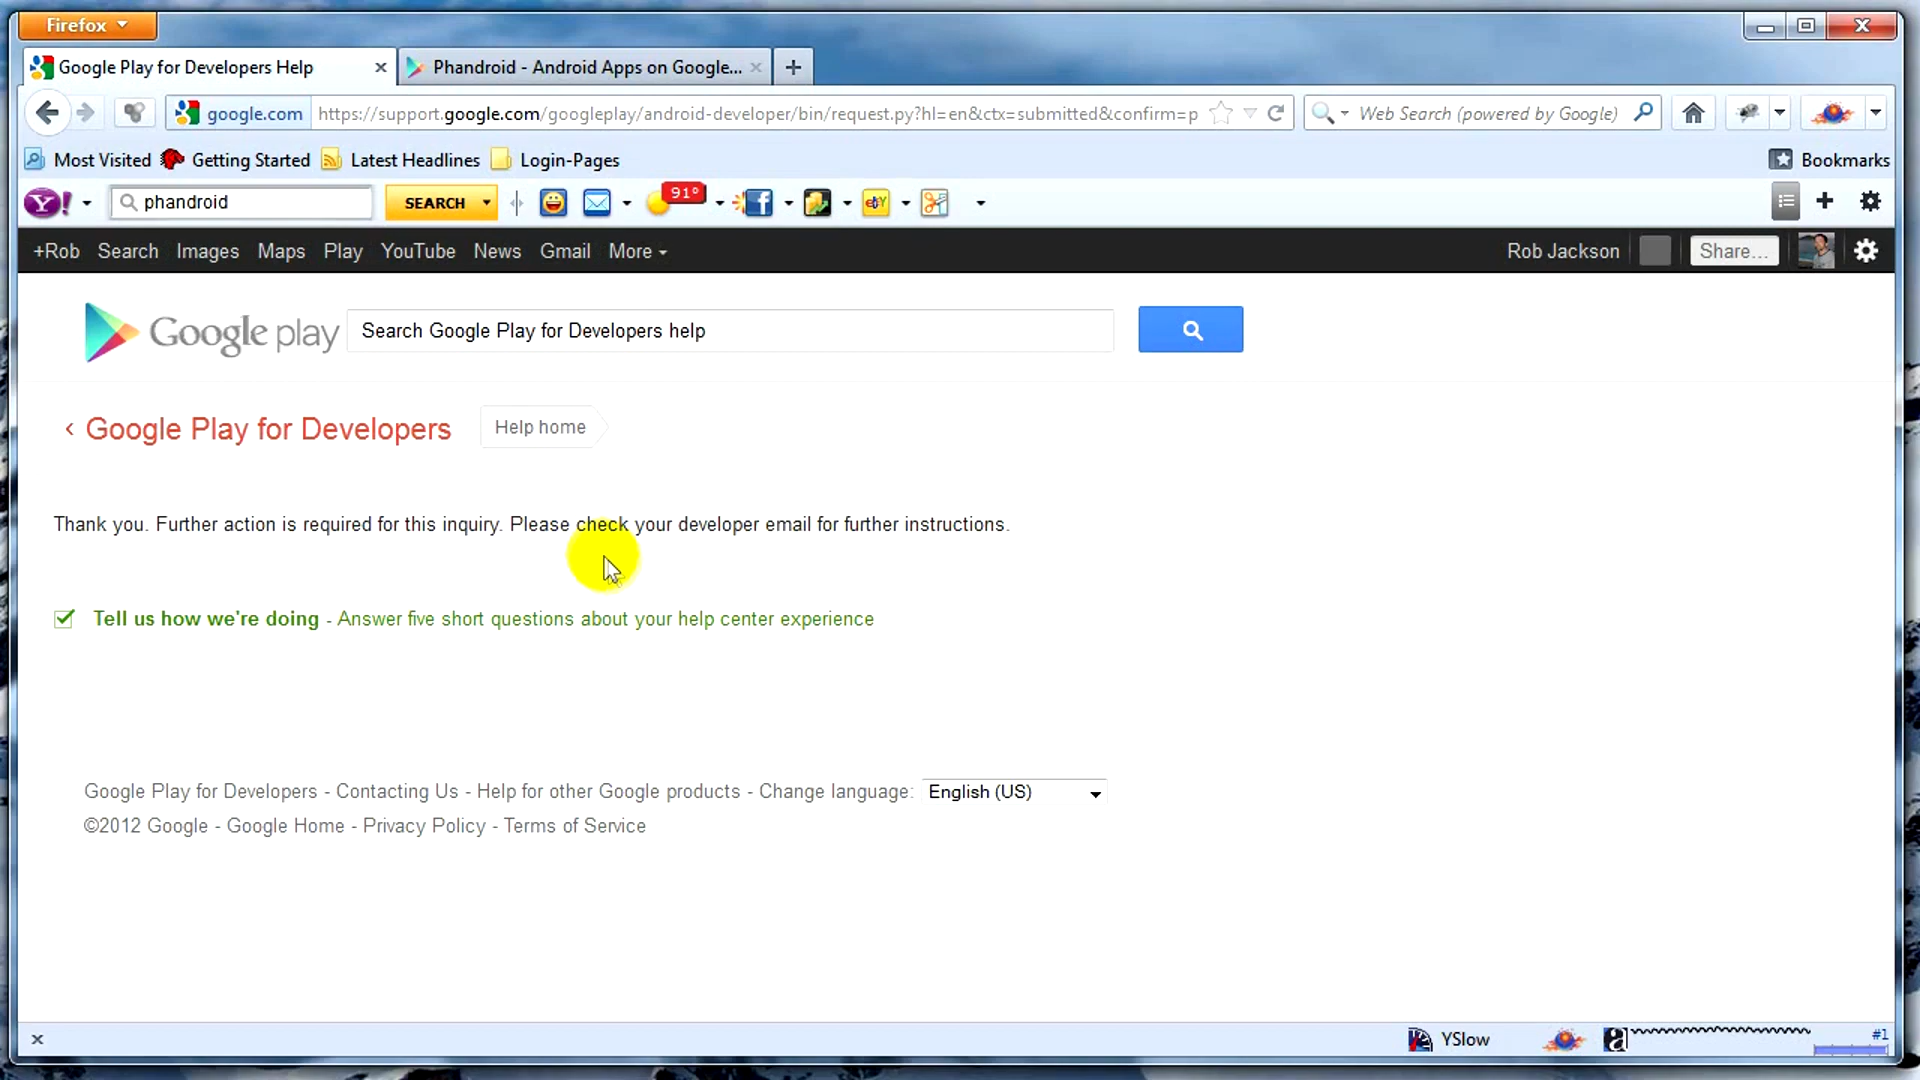 Firefox
Google Play for Developers Help
Phandroid - Android Apps on Google...
google.com https://support.google.com/googleplay/android-developer/bin/request.py?hl=en&ctx=submitted&confirm=p
Web Search (powered by Google)
Most Visited Getting Started Latest Headlines Login-Pages
Bookmarks
Y! phandroid SEARCH 91° ebY
+Rob Search Images Maps Play YouTube News Gmail More
Rob Jackson Share...
Google play Search Google Play for Developers help
‹ Google Play for Developers Help home
Thank you. Further action is required for this inquiry. Please check your developer email for further instructions.
Tell us how we're doing - Answer five short questions about your help center experience
Google Play for Developers - Contacting Us - Help for other Google products - Change language: English (US)
©2012 Google - Google Home - Privacy Policy - Terms of Service
YSlow a #1